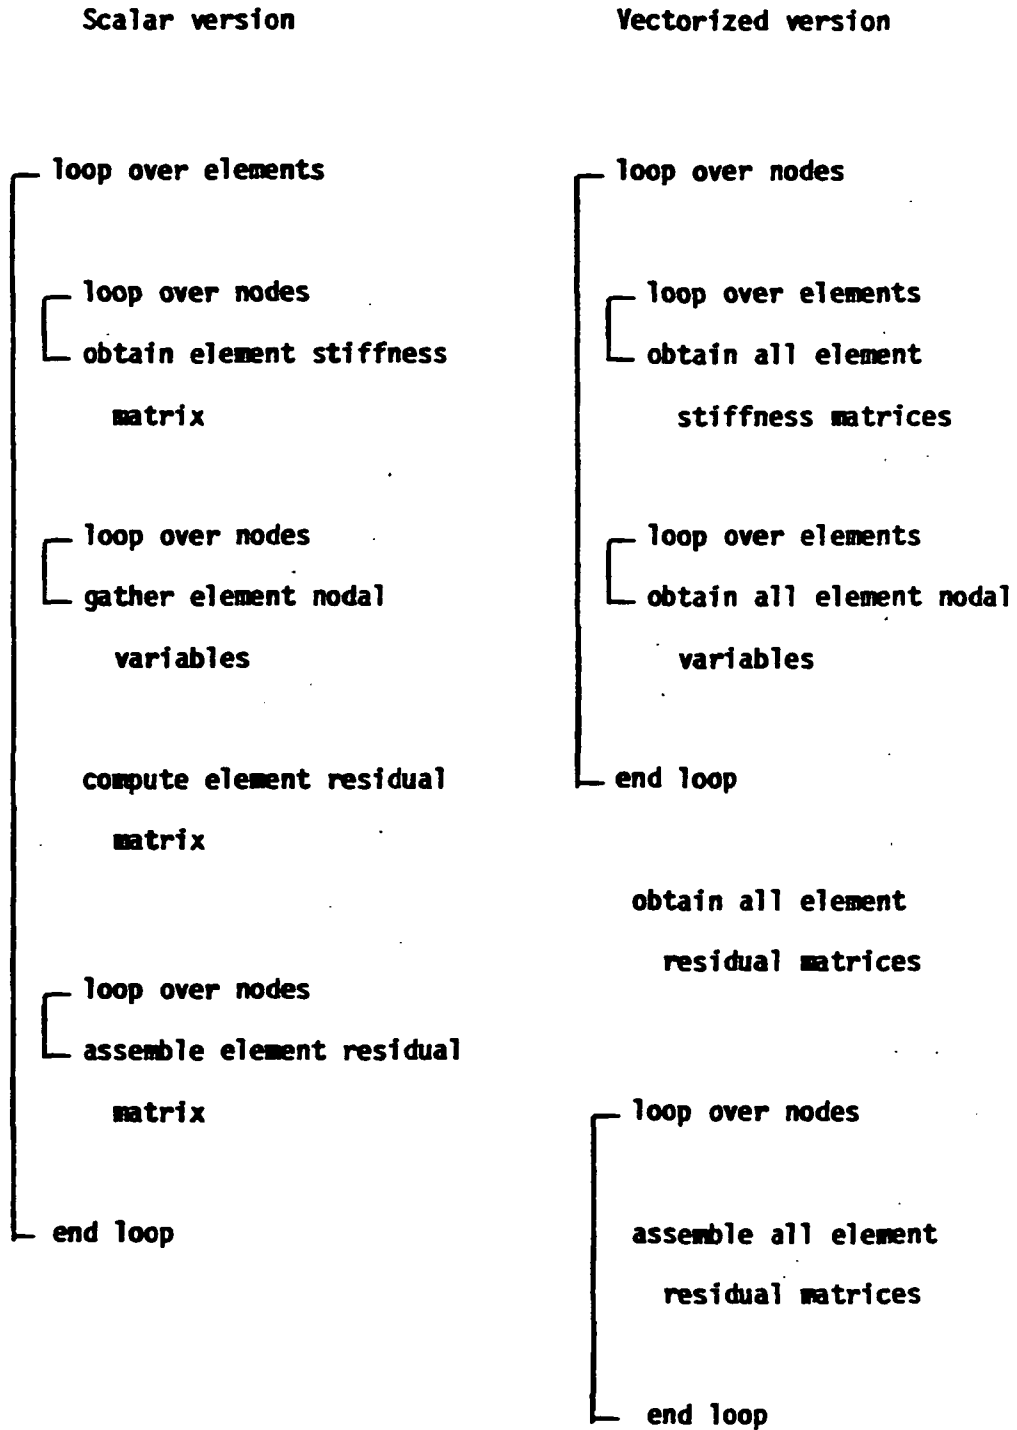 Scalar version
loop over elements
loop over nodes
obtain element stiffness
matrix
loop over nodes
gather element nodal
variables
compute element residual
matrix
loop over nodes
assemble element residual
matrix
end loop
Vectorized version
loop over nodes
loop over elements
obtain all element
stiffness matrices
loop over elements
obtain all element nodal
variables
end loop
obtain all element
residual matrices
loop over nodes
assemble all element
residual matrices
end loop